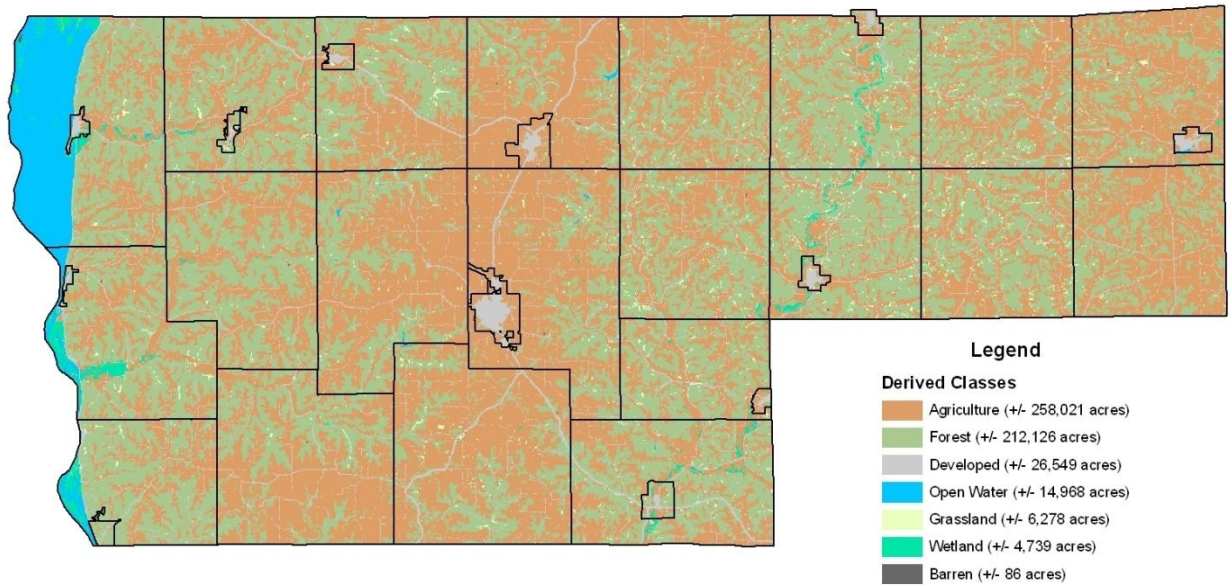 Legend
Derived Classes
Agriculture (+/- 258,021 acres)
Forest (+/- 212,126 acres)
Developed (+/- 26,549 acres)
Open Water (+/- 14,968 acres)
Grassland (+/- 6,278 acres)
Wetland (+/- 4,739 acres)
Barren (+/- 86 acres)